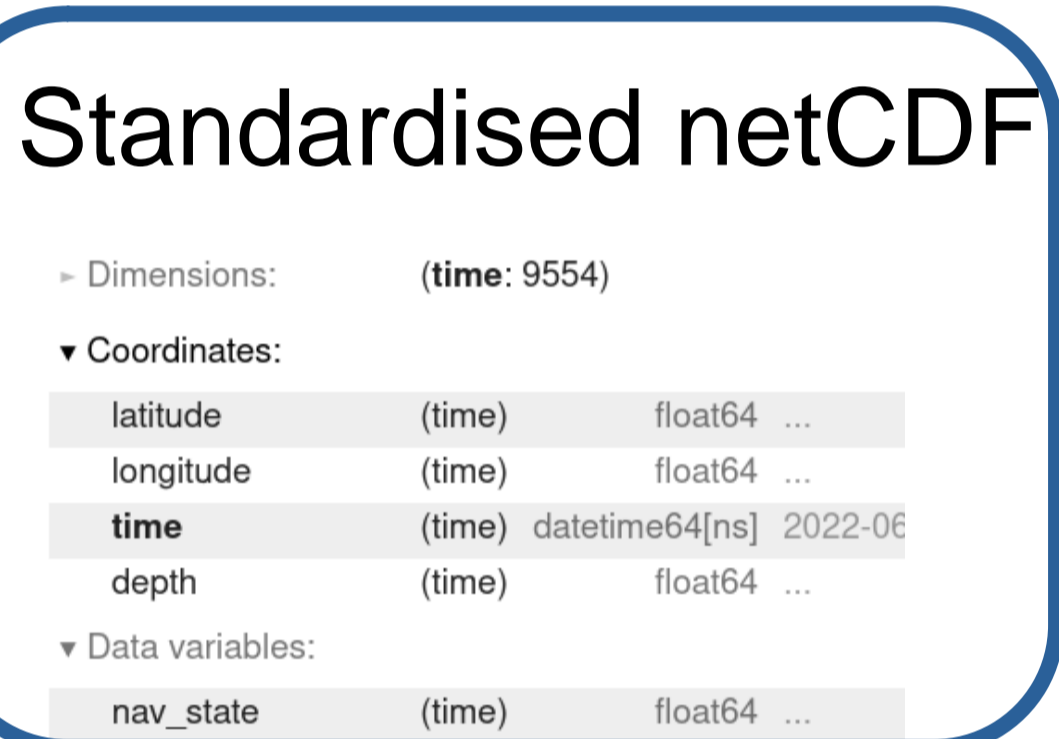 Standardised netCDF
► Dimensions: (time: 9554)
▼ Coordinates:
latitude (time) float64 ...
longitude (time) float64 ...
time (time) datetime64[ns] 2022-06
depth (time) float64 ...
▼ Data variables:
nav_state (time) float64 ...